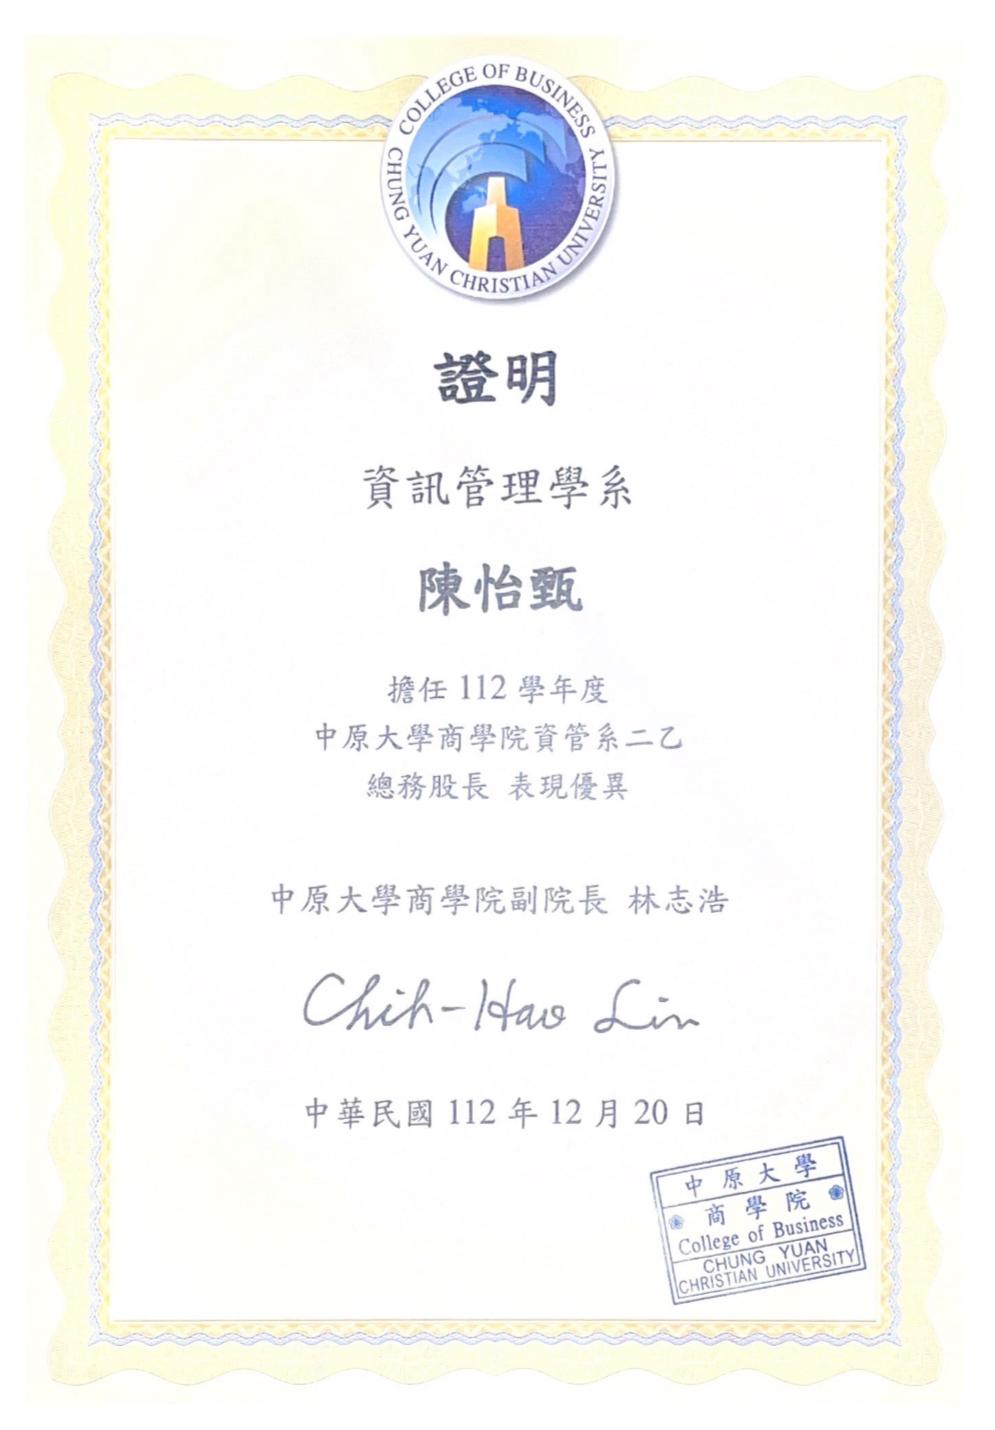 COLLEGE OF BUSINESS
CHUNG YUAN CHRISTIAN UNIVERSITY
證明
資訊管理學系
陳怡甄
擔任 112 學年度
中原大學商學院資管系二乙
總務股長 表現優異
中原大學商學院副院長 林志浩
Chih-Hao Lin
中華民國 112 年 12 月 20 日
中原大學
商學院
College of Business
CHUNG YUAN
CHRISTIAN UNIVERSITY